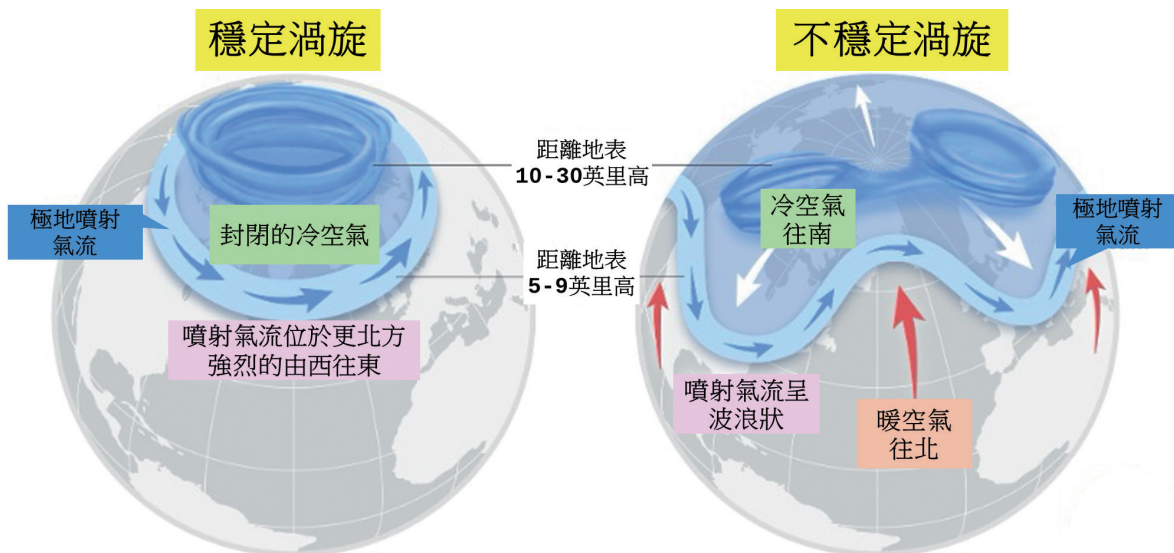 穩定渦旋
不穩定渦旋
距離地表
10-30英里高
極地噴射
氣流
封閉的冷空氣
冷空氣
往南
極地噴射
氣流
距離地表
5-9英里高
噴射氣流位於更北方
強烈的由西往東
噴射氣流呈
波浪狀
暖空氣
往北